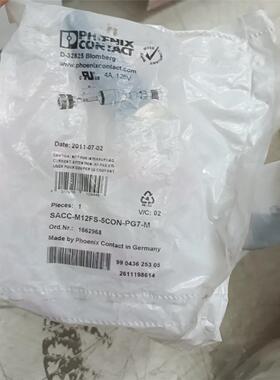 PHOENIX
CONTACT
D-32825 Blomberg
www.phoenixcontact.com
4A, 125V
Date: 2011-07-02
Pieces: 1
V/C: 02
SACC-M12FS-5CON-PG7-M
Ord.Nr.: 1662968
Made by Phoenix Contact in Germany
99 0436 253 05
2611198614